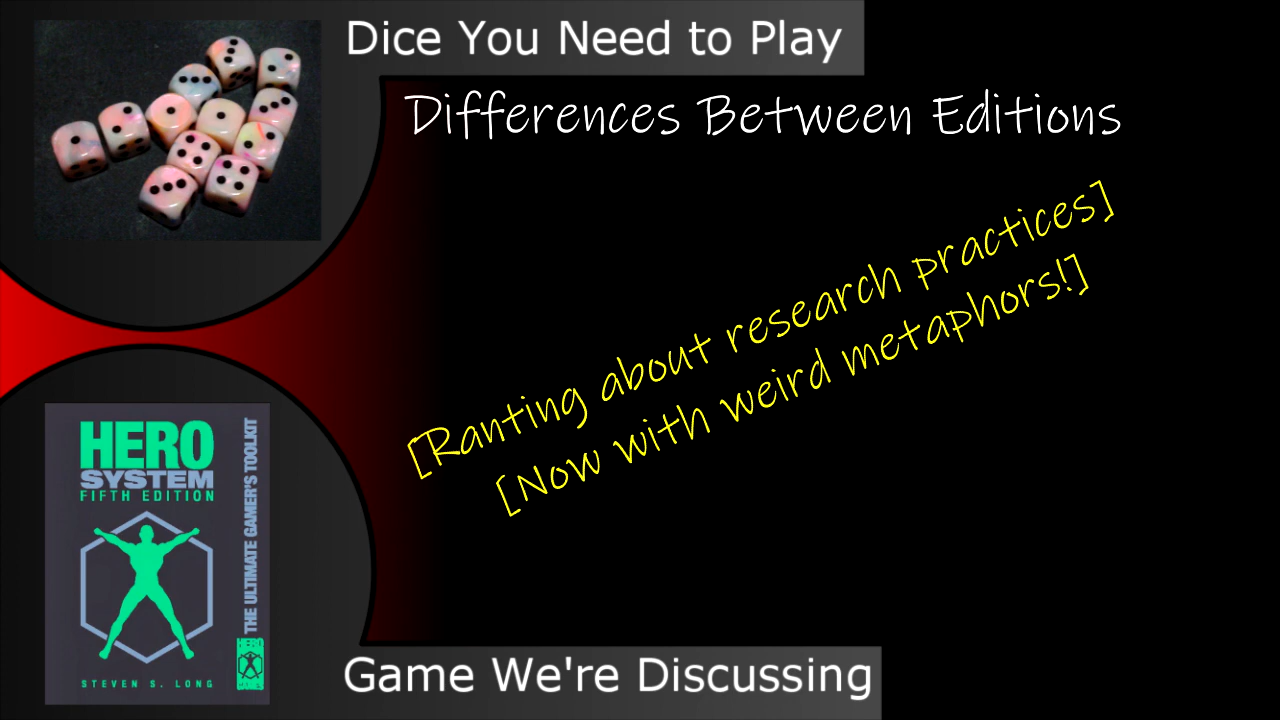 Dice You Need to Play
Differences Between Editions
[Ranting about research practices]
[Now with weird metaphors!]
HERO
SYSTEM
FIFTH EDITION
THE ULTIMATE GAMER'S TOOLKIT
HERO
STEVEN S. LONG
Game We're Discussing